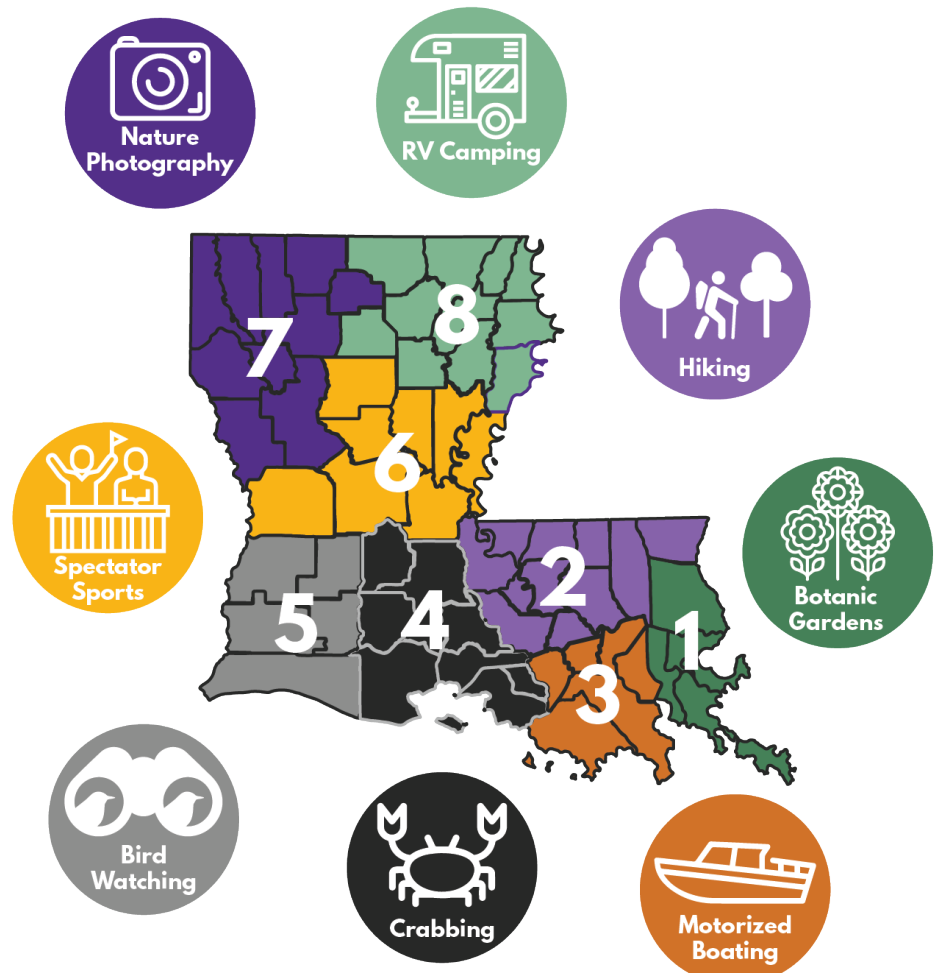 Nature
Photography
RV Camping
Hiking
7
8
6
Spectator
Sports
2
Botanic
Gardens
5
4
1
3
Bird
Watching
Crabbing
Motorized
Boating